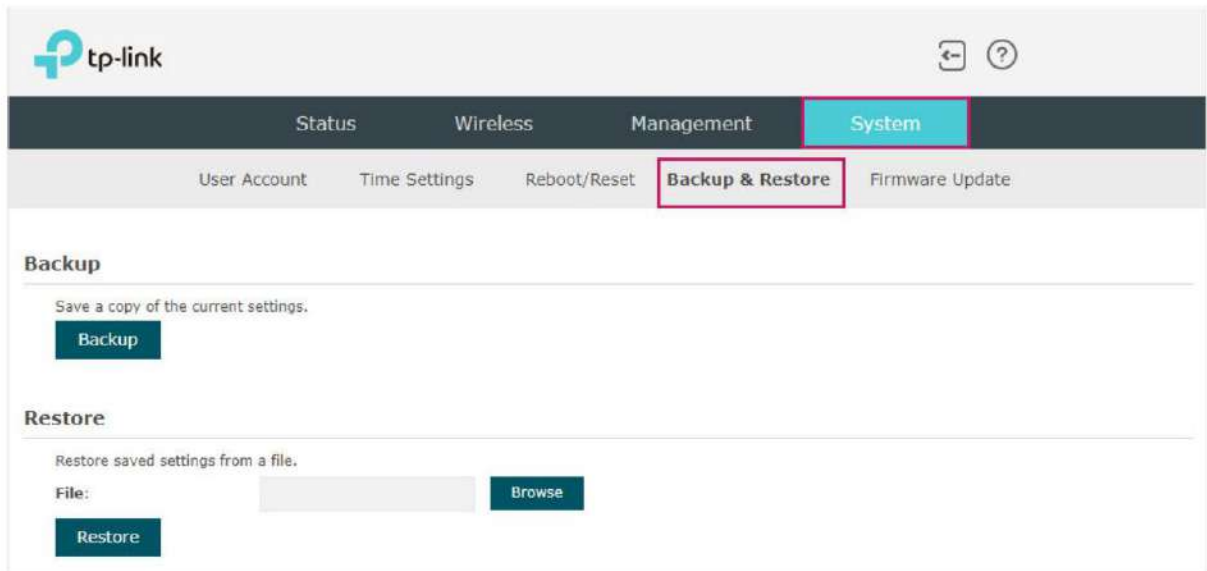 tp-link
Status Wireless Management System
User Account Time Settings Reboot/Reset Backup & Restore Firmware Update
Backup
Save a copy of the current settings.
Backup
Restore
Restore saved settings from a file.
File: Browse
Restore